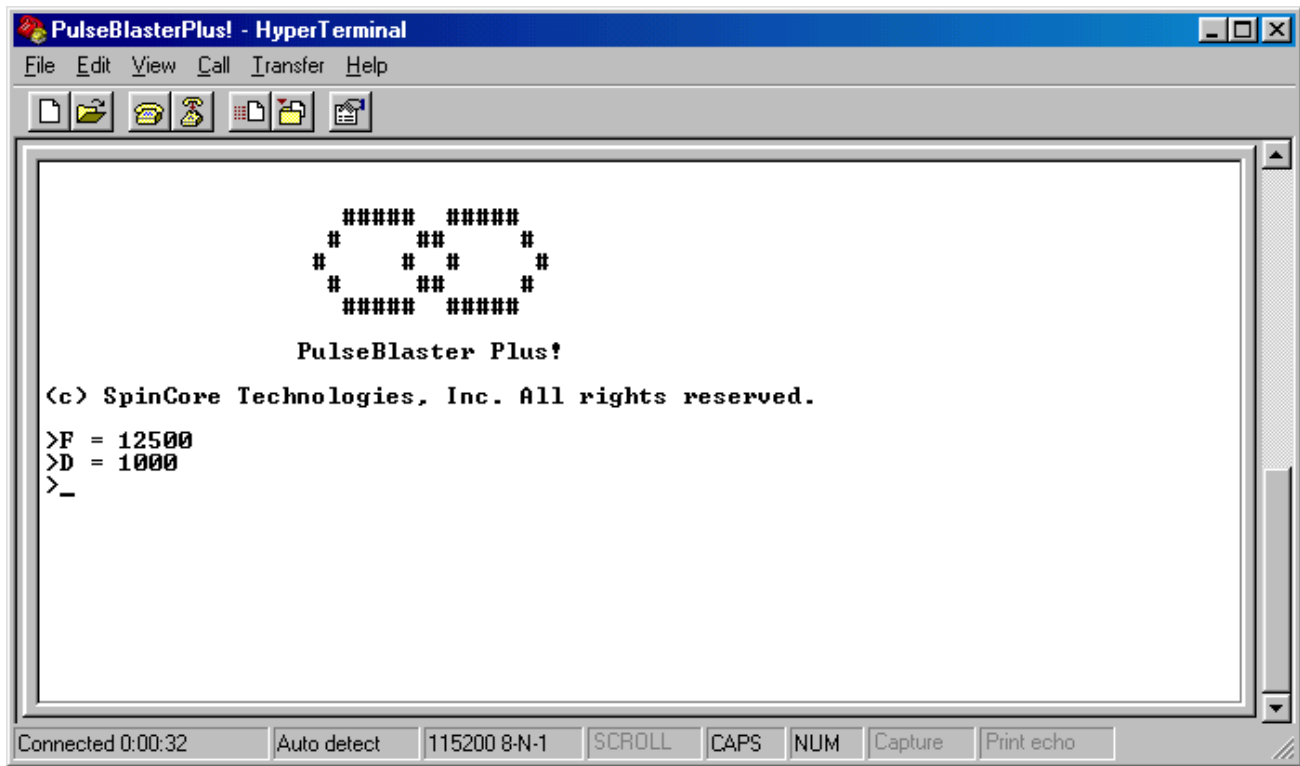 PulseBlasterPlus! - HyperTerminal
File Edit View Call Transfer Help
#####  #####
#     ##     #
#     #  #     #
#     ##     #
#####  #####
PulseBlaster Plus!
(c) SpinCore Technologies, Inc. All rights reserved.
>F = 12500
>D = 1000
>_
Connected 0:00:32 Auto detect 115200 8-N-1 SCROLL CAPS NUM Capture Print echo